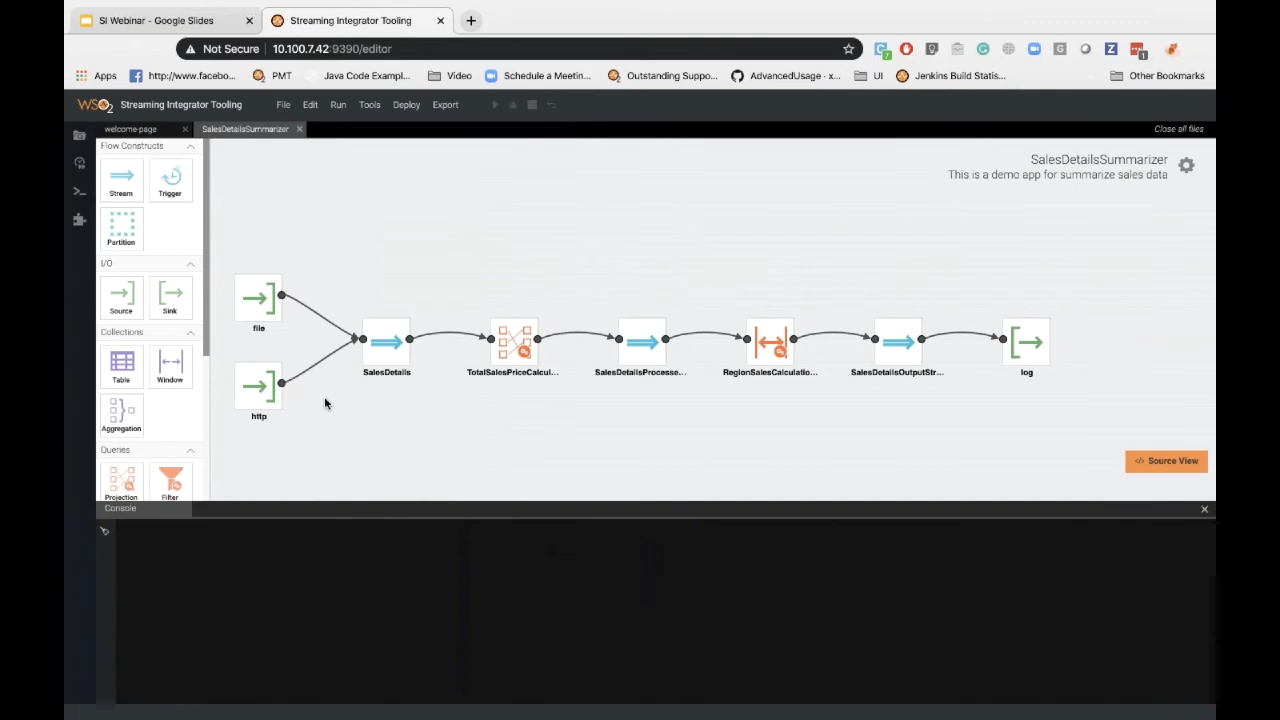 SI Webinar - Google Slides
Streaming Integrator Tooling
Not Secure
10.100.7.42:9390/editor
Apps
http://www.facebo...
PMT
Java Code Exampl...
Video
Schedule a Meetin...
Outstanding Suppo...
AdvancedUsage · x...
UI
Jenkins Build Statis...
Other Bookmarks
WSO2
Streaming Integrator Tooling
File
Edit
Run
Tools
Deploy
Export
welcome-page
SalesDetailsSummarizer
Close all files
Flow Constructs
Stream
Trigger
Partition
I/O
Source
Sink
Collections
Table
Window
Aggregation
Queries
Projection
Filter
SalesDetailsSummarizer
This is a demo app for summarize sales data
file
http
SalesDetails
TotalSalesPriceCalcul...
SalesDetailsProcesse...
RegionSalesCalculatio...
SalesDetailsOutputStr...
log
</> Source View
Console